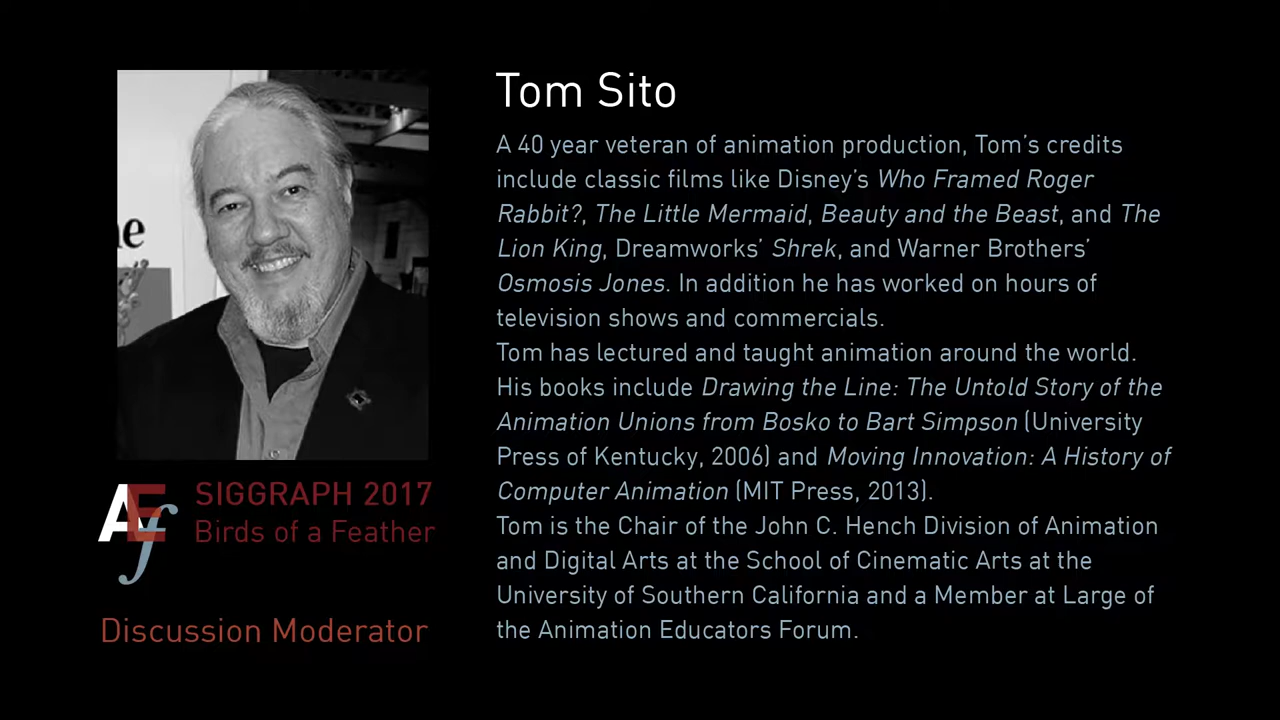 Tom Sito
A 40 year veteran of animation production, Tom’s credits
include classic films like Disney’s Who Framed Roger
Rabbit?, The Little Mermaid, Beauty and the Beast, and The
Lion King, Dreamworks’ Shrek, and Warner Brothers’
Osmosis Jones. In addition he has worked on hours of
television shows and commercials.
Tom has lectured and taught animation around the world.
His books include Drawing the Line: The Untold Story of the
Animation Unions from Bosko to Bart Simpson (University
Press of Kentucky, 2006) and Moving Innovation: A History of
Computer Animation (MIT Press, 2013).
Tom is the Chair of the John C. Hench Division of Animation
and Digital Arts at the School of Cinematic Arts at the
University of Southern California and a Member at Large of
the Animation Educators Forum.
AEf
SIGGRAPH 2017
Birds of a Feather
Discussion Moderator